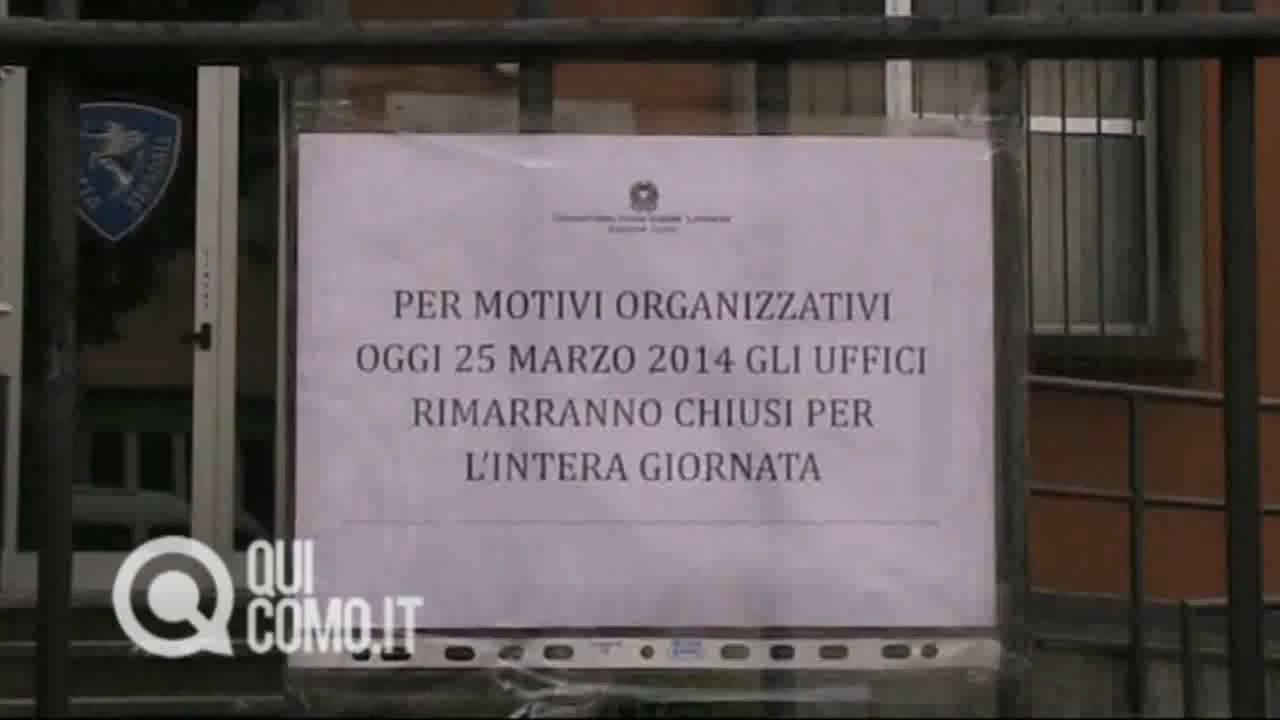 PER MOTIVI ORGANIZZATIVI
OGGI 25 MARZO 2014 GLI UFFICI
RIMARRANNO CHIUSI PER
L'INTERA GIORNATA
QUI
COMO.IT